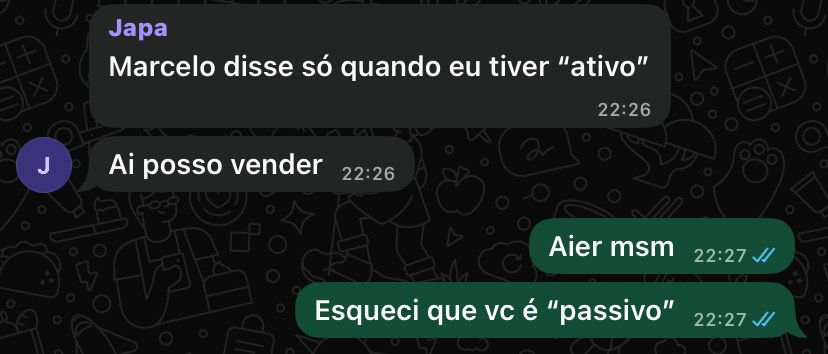 Japa
Marcelo disse só quando eu tiver “ativo”
22:26
J
Ai posso vender 22:26
Aier msm 22:27
Esqueci que vc é “passivo” 22:27